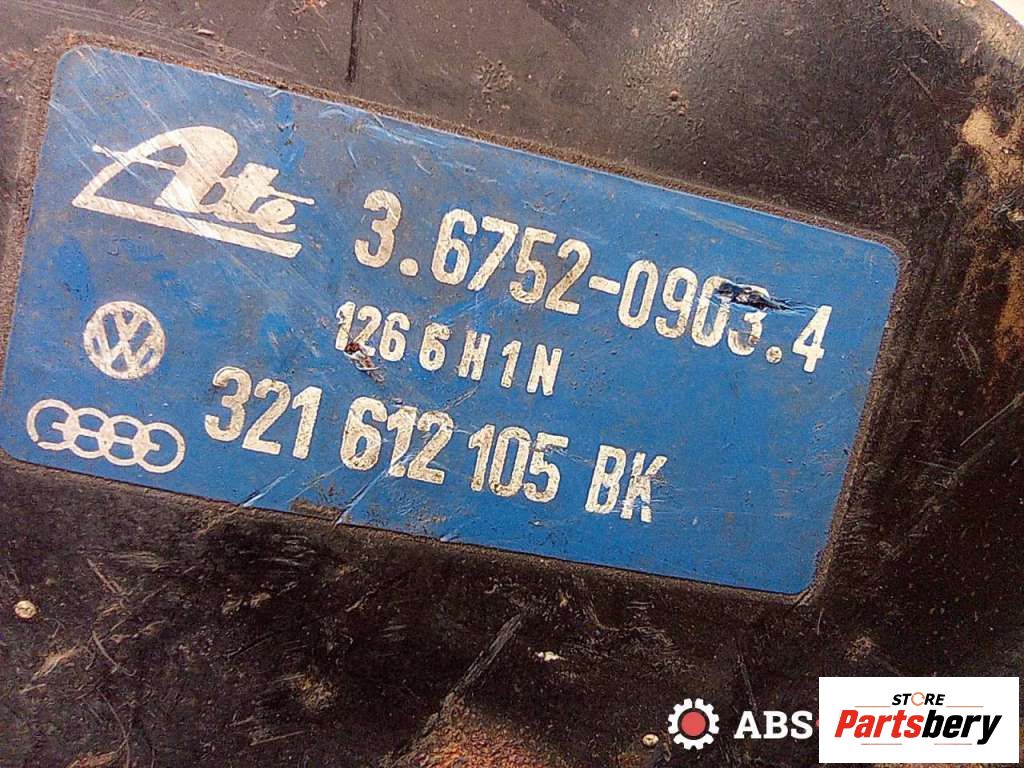 Ate
3.6752-0903.4
126 6 H 1 N
321 612 105 BK
ABS-
STORE
Partsbery